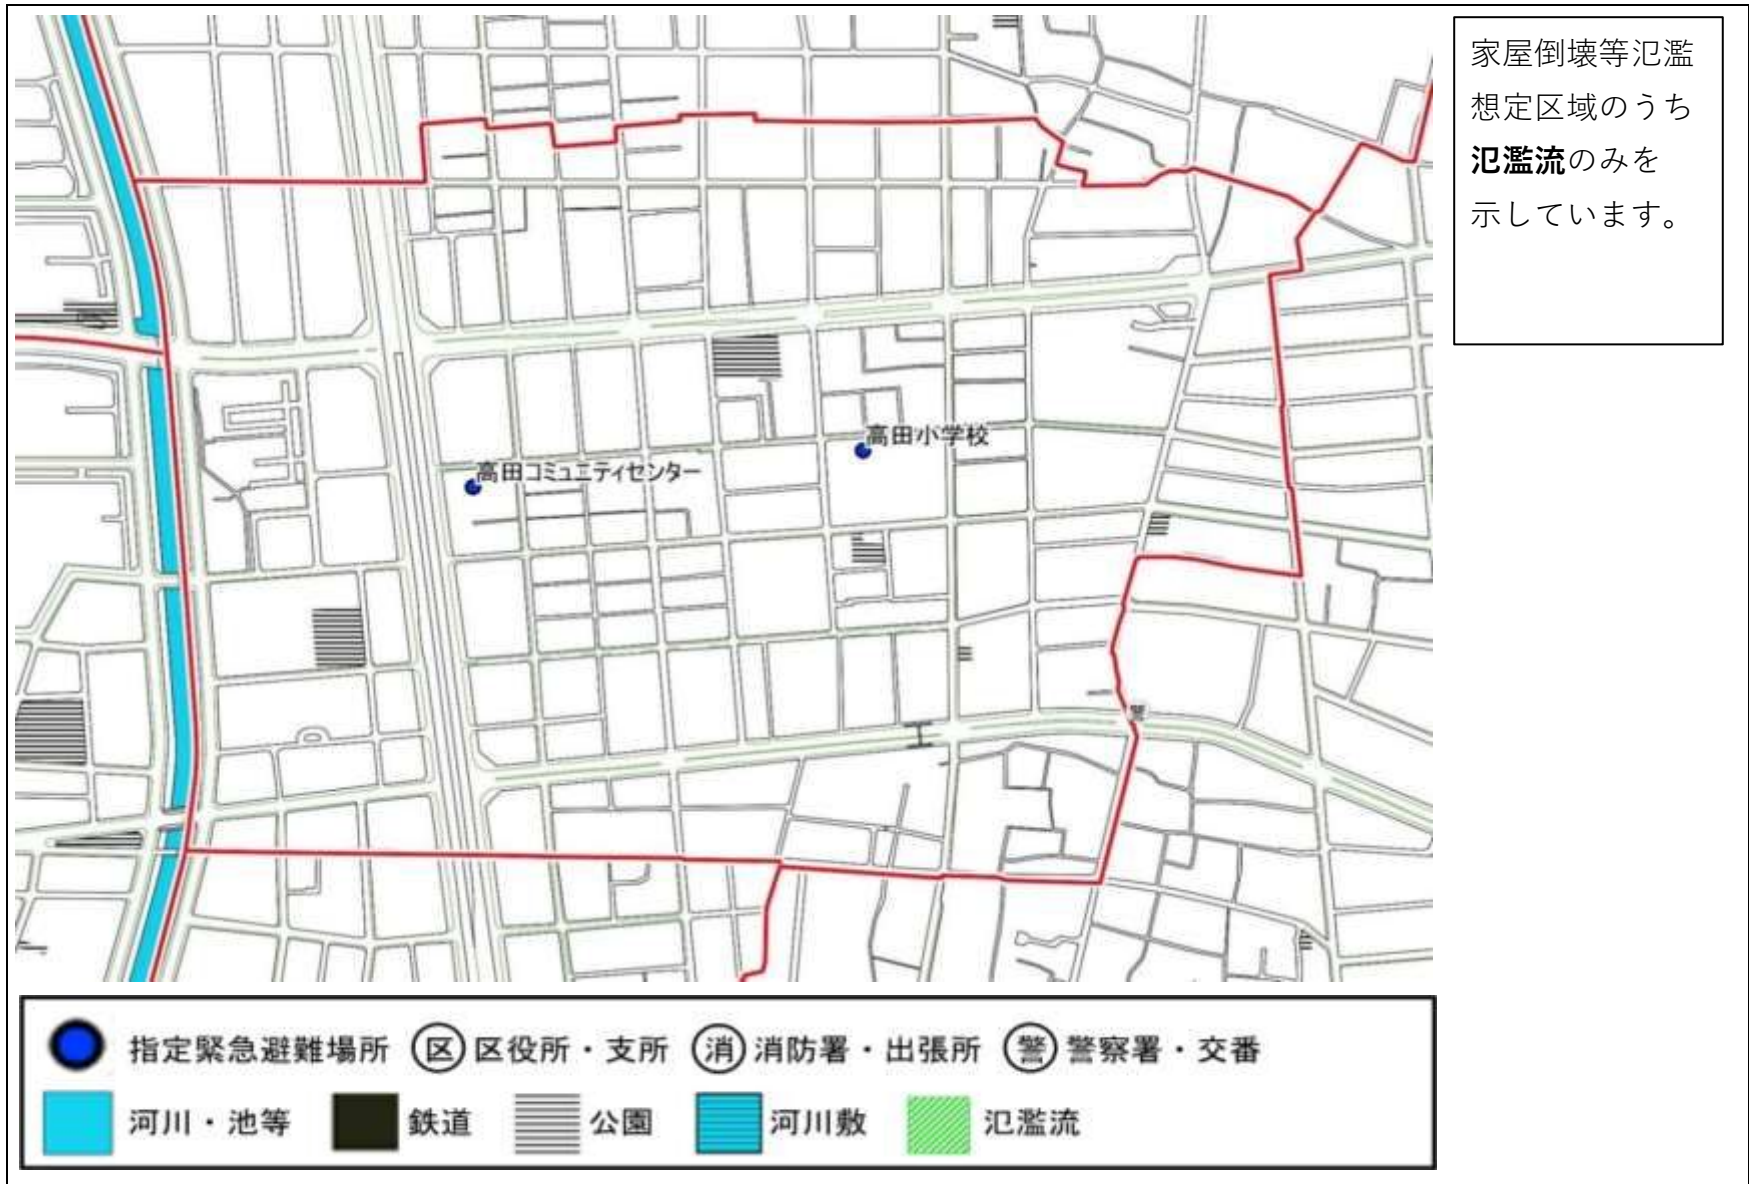 家屋倒壊等氾濫
想定区域のうち
氾濫流のみを
示しています。
高田小学校
高田コミュニティセンター
警
指定緊急避難場所 区 区役所・支所 消 消防署・出張所 警 警察署・交番
河川・池等 鉄道 公園 河川敷 氾濫流